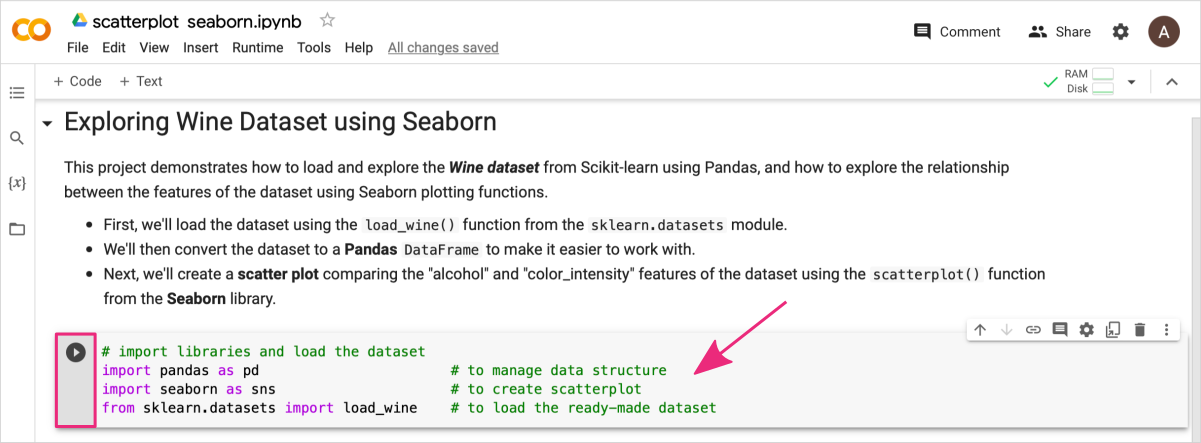 scatterplot seaborn.ipynb
File Edit View Insert Runtime Tools Help All changes saved
Comment Share A
+ Code + Text
RAM
Disk
Exploring Wine Dataset using Seaborn
This project demonstrates how to load and explore the Wine dataset from Scikit-learn using Pandas, and how to explore the relationship
between the features of the dataset using Seaborn plotting functions.
• First, we'll load the dataset using the load_wine() function from the sklearn.datasets module.
• We'll then convert the dataset to a Pandas DataFrame to make it easier to work with.
• Next, we'll create a scatter plot comparing the "alcohol" and "color_intensity" features of the dataset using the scatterplot() function
from the Seaborn library.
{x}
# import libraries and load the dataset
import pandas as pd # to manage data structure
import seaborn as sns # to create scatterplot
from sklearn.datasets import load_wine # to load the ready-made dataset